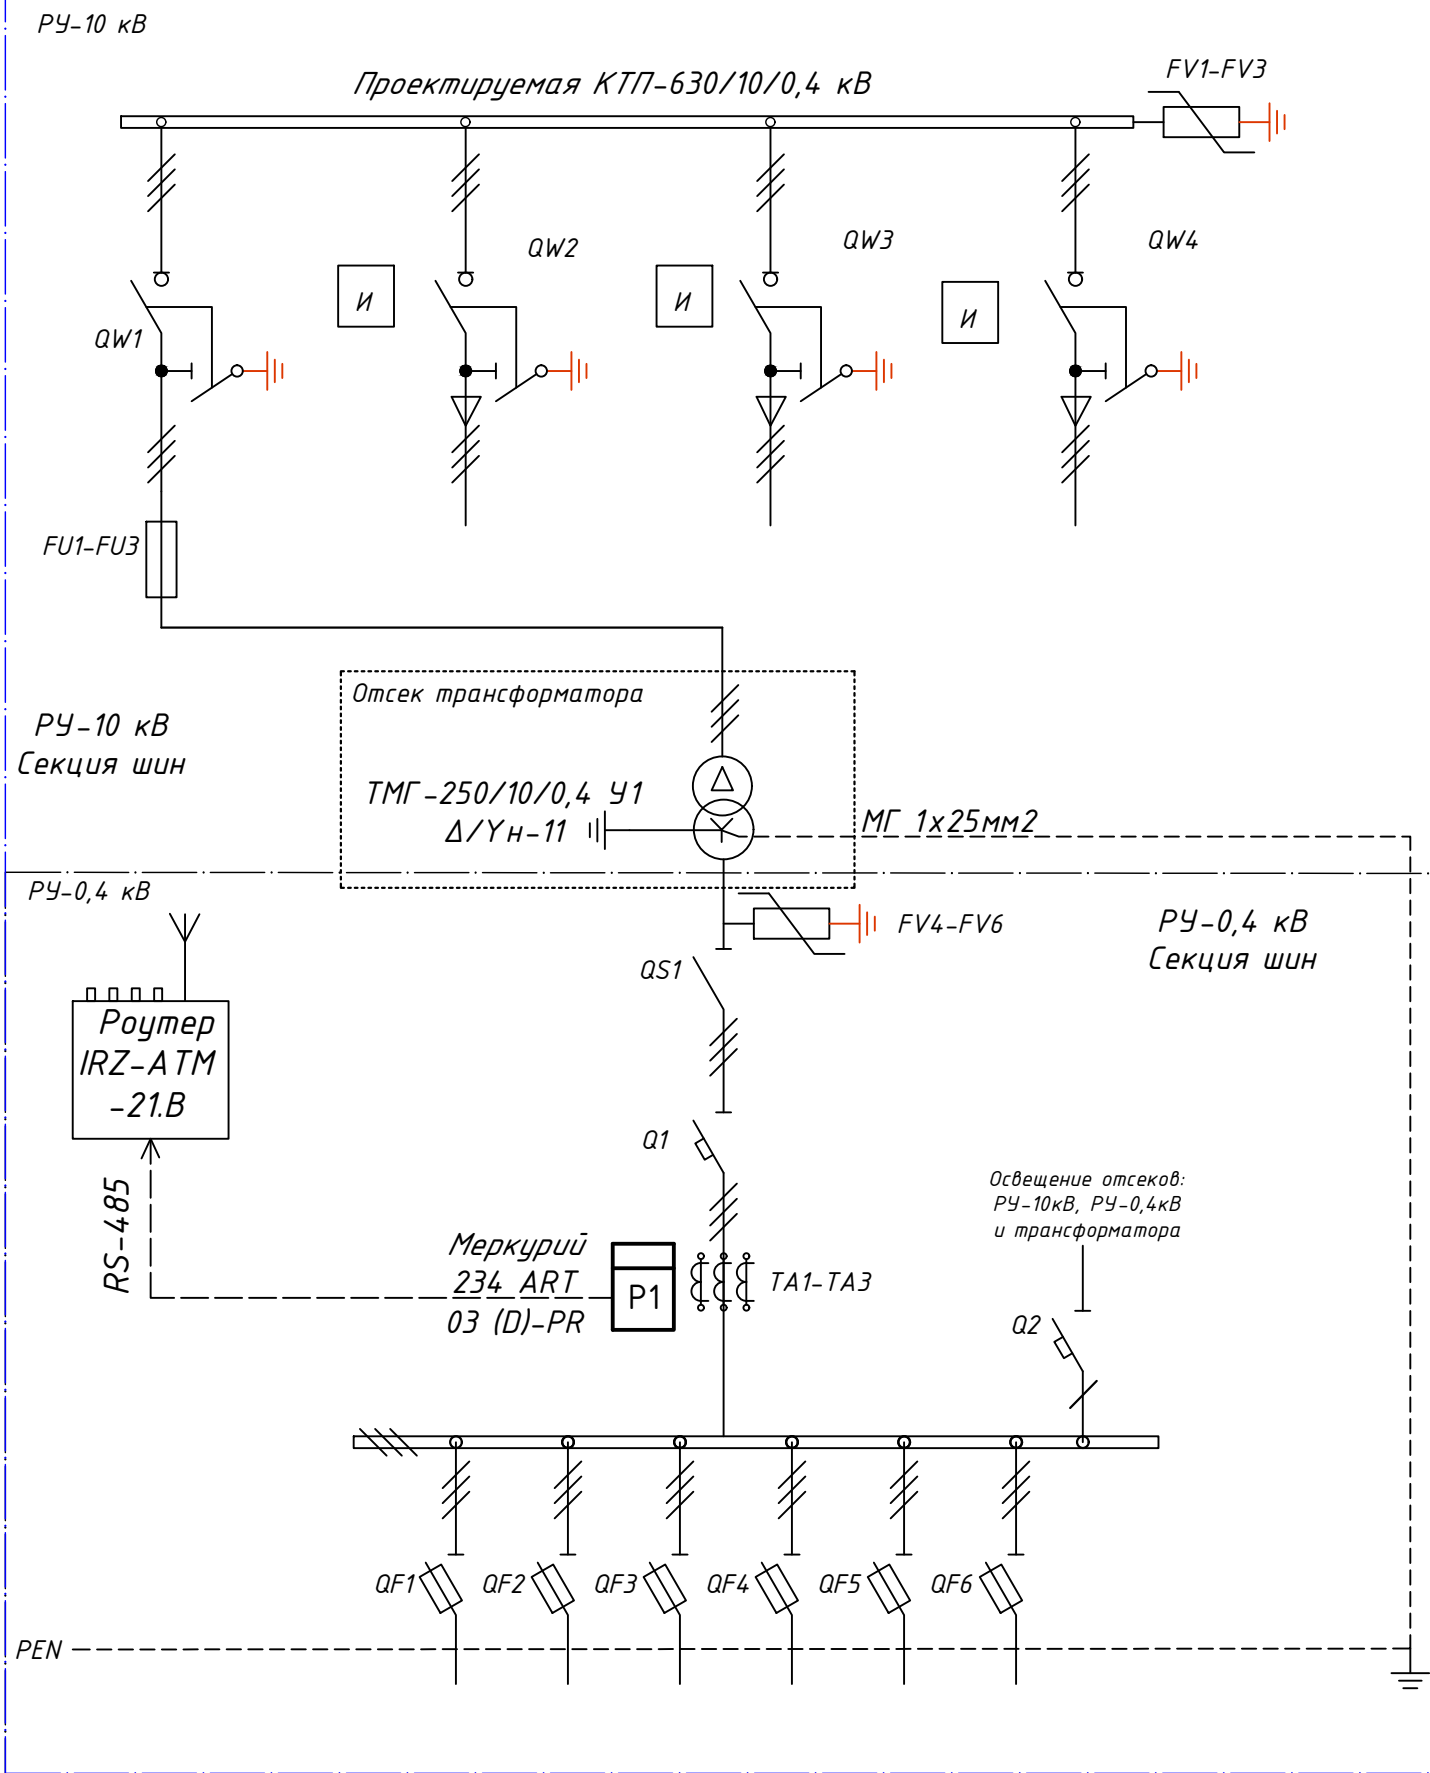 РУ-10 кВ
Проектируемая КТП-630/10/0,4 кВ
FV1-FV3
QW1
И
QW2
И
QW3
И
QW4
FU1-FU3
Отсек трансформатора
РУ-10 кВ
Секция шин
ТМГ-250/10/0,4 У1
Δ/Yн-11
МГ 1х25мм2
РУ-0,4 кВ
FV4-FV6
РУ-0,4 кВ
Секция шин
QS1
Роутер
IRZ-ATM
-21.B
Q1
RS-485
Освещение отсеков:
РУ-10кВ, РУ-0,4кВ
и трансформатора
Меркурий
234 ART
03 (D)-PR
P1
TA1-TA3
Q2
QF1
QF2
QF3
QF4
QF5
QF6
PEN